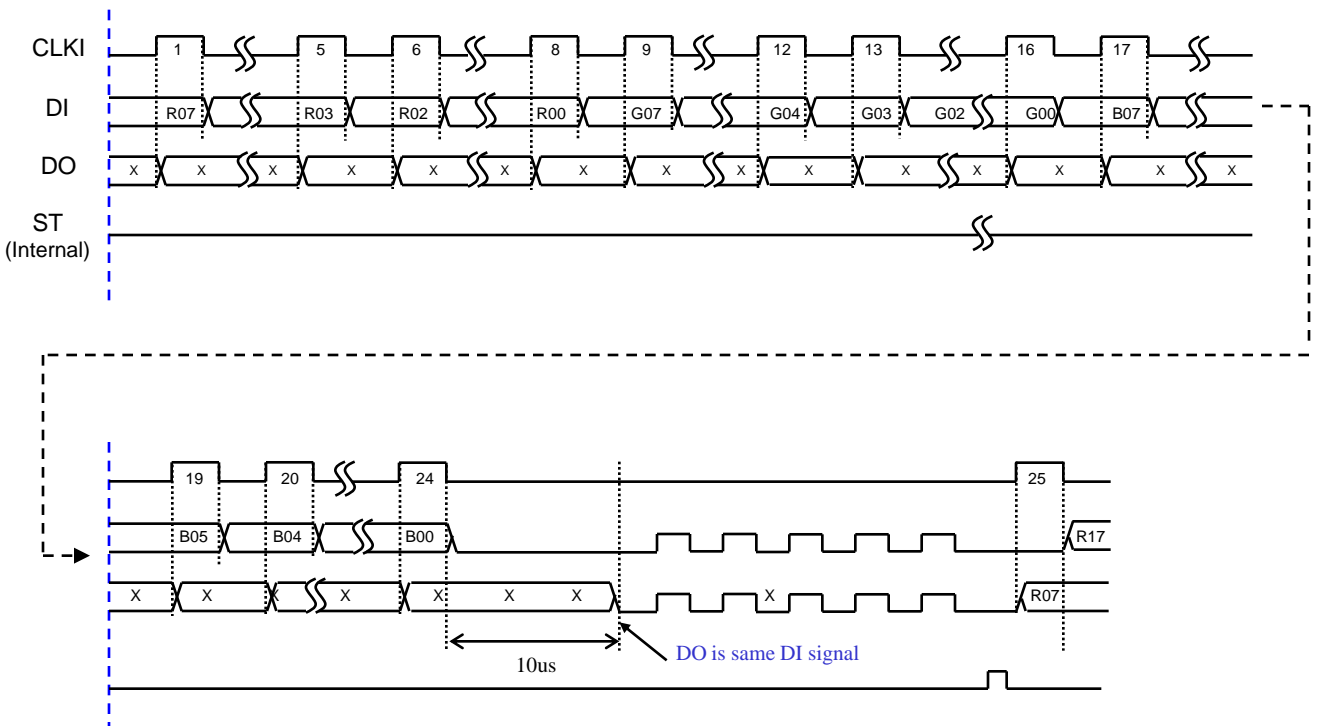 CLKI 1 5 6 8 9 12 13 16 17
DI R07 R03 R02 R00 G07 G04 G03 G02 G00 B07
DO X X X X X X X X X X X X X X X X X
ST
(Internal)
19 20 24 25
B05 B04 B00 R17
X X X X X X X X R07
10us
DO is same DI signal